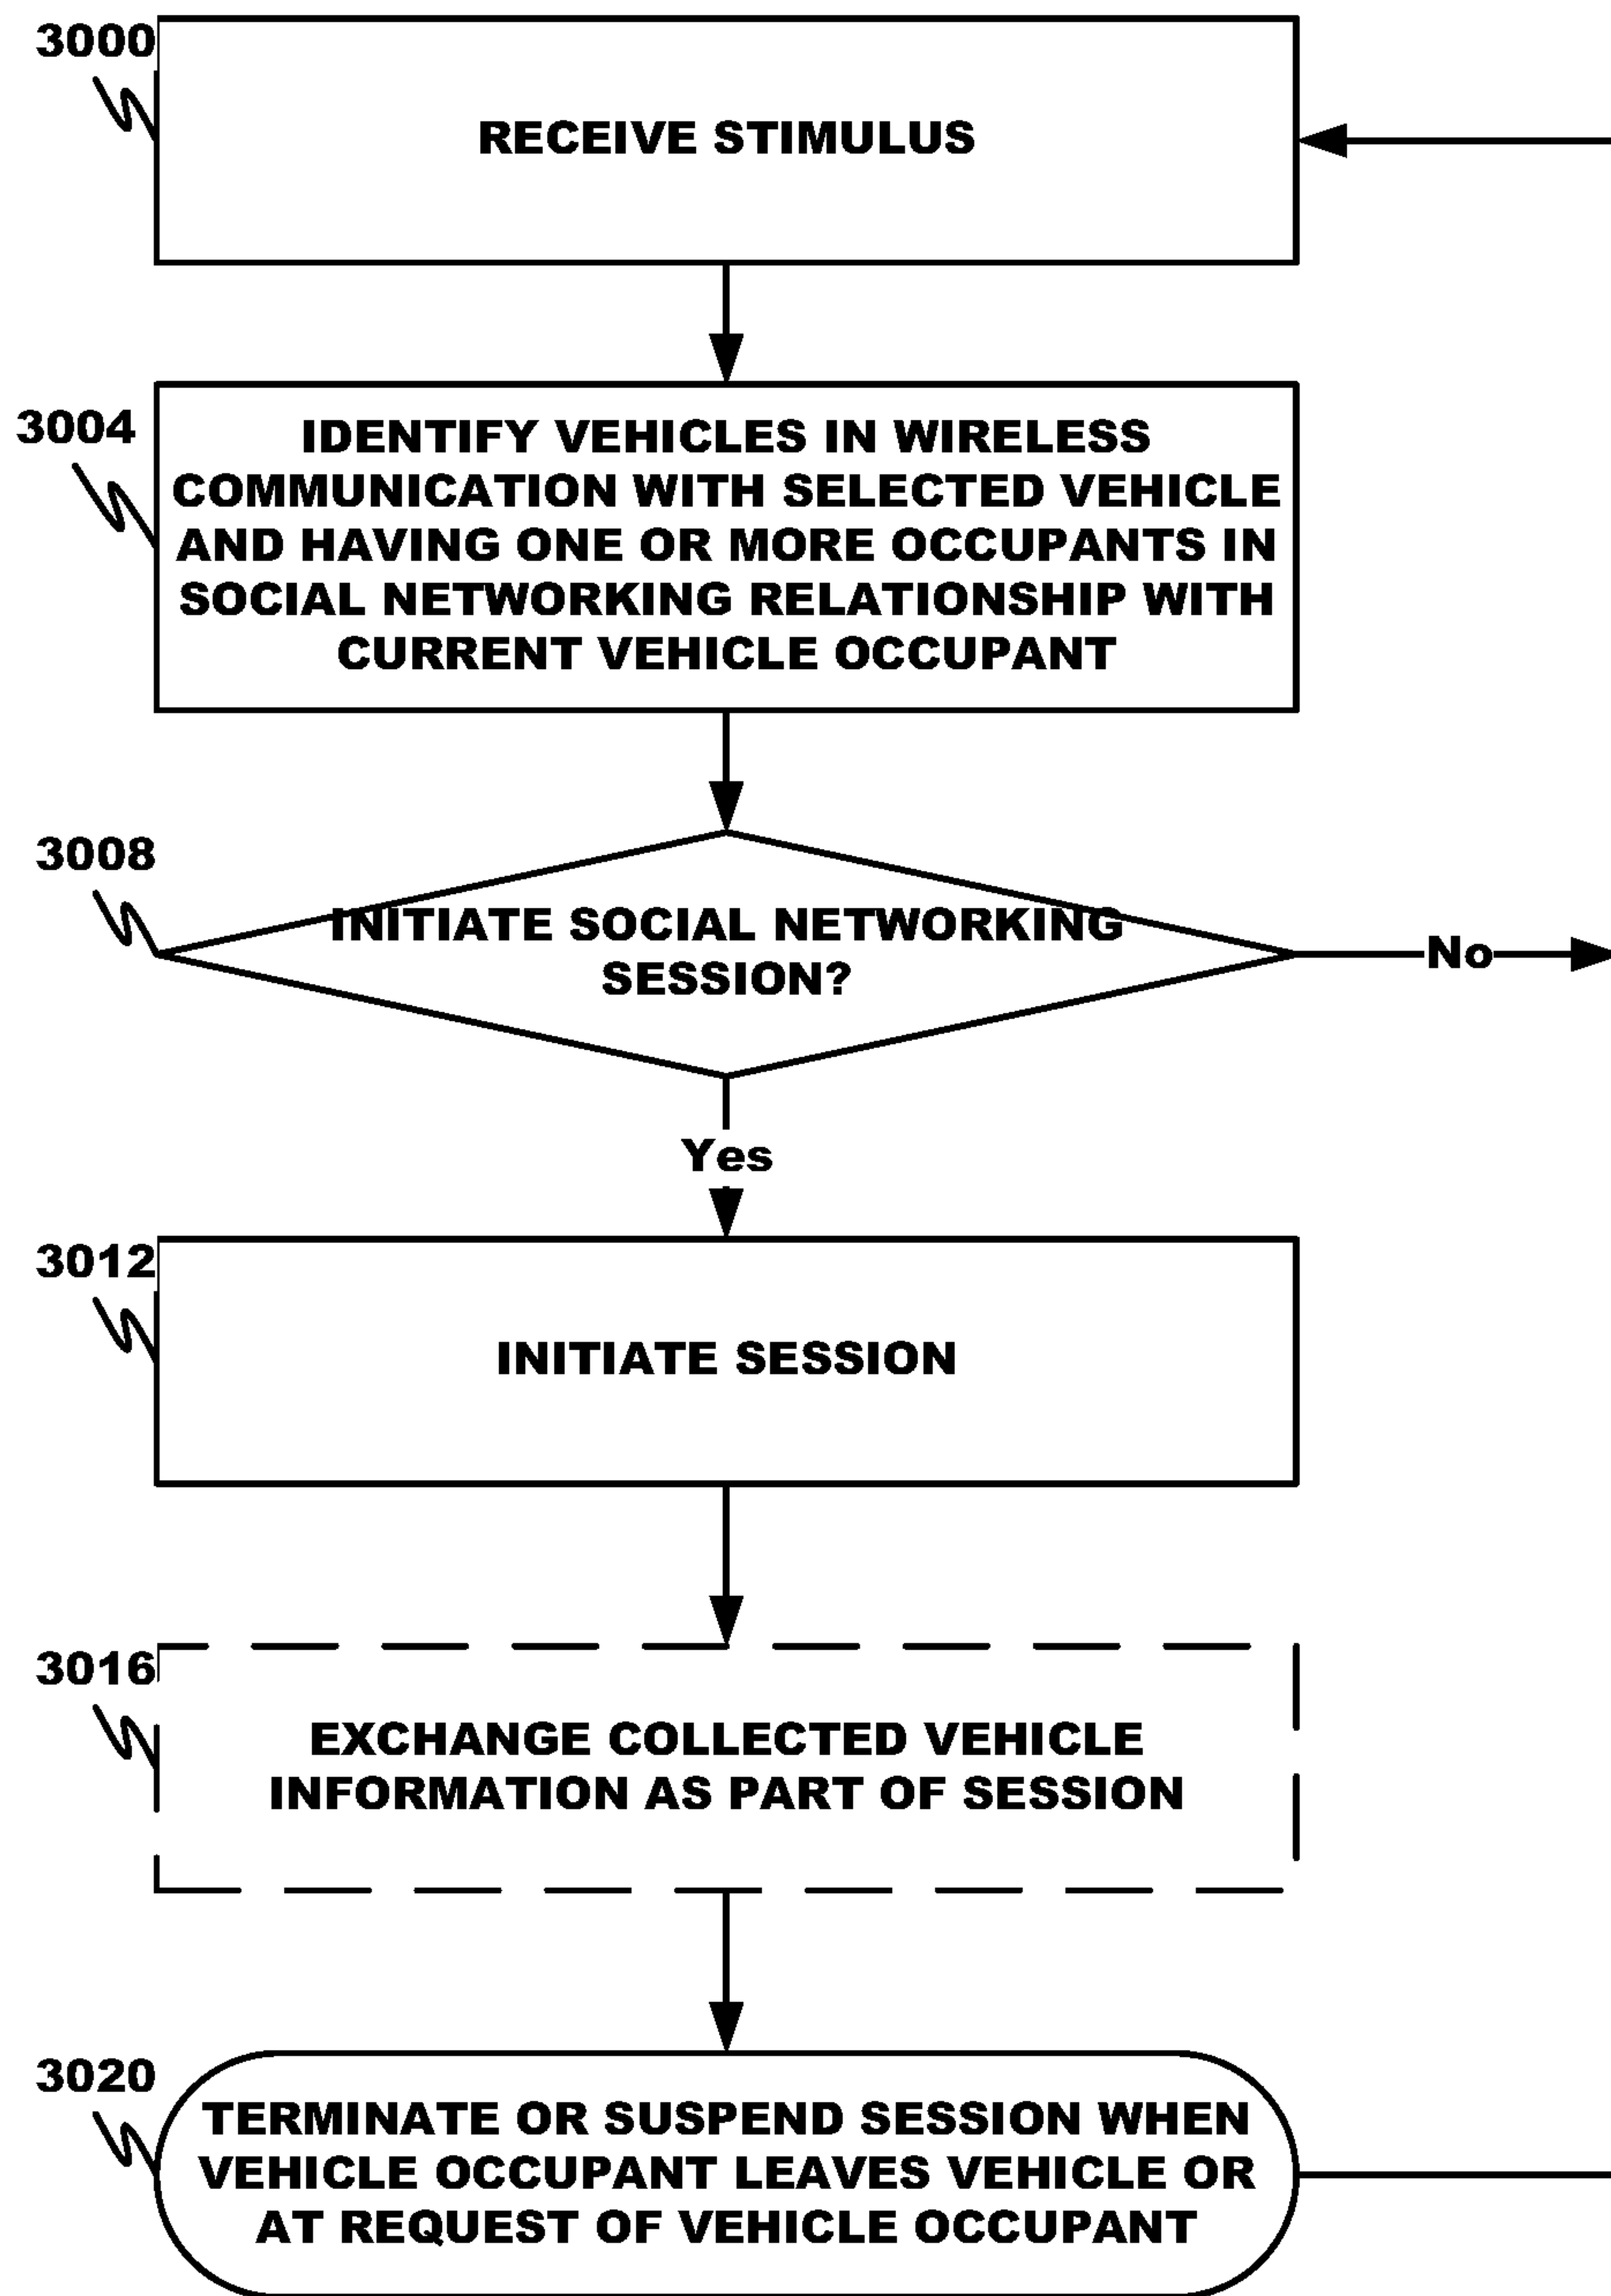 3000
RECEIVE STIMULUS
3004
IDENTIFY VEHICLES IN WIRELESS
COMMUNICATION WITH SELECTED VEHICLE
AND HAVING ONE OR MORE OCCUPANTS IN
SOCIAL NETWORKING RELATIONSHIP WITH
CURRENT VEHICLE OCCUPANT
3008
INITIATE SOCIAL NETWORKING
SESSION?
No
Yes
3012
INITIATE SESSION
3016
EXCHANGE COLLECTED VEHICLE
INFORMATION AS PART OF SESSION
3020
TERMINATE OR SUSPEND SESSION WHEN
VEHICLE OCCUPANT LEAVES VEHICLE OR
AT REQUEST OF VEHICLE OCCUPANT